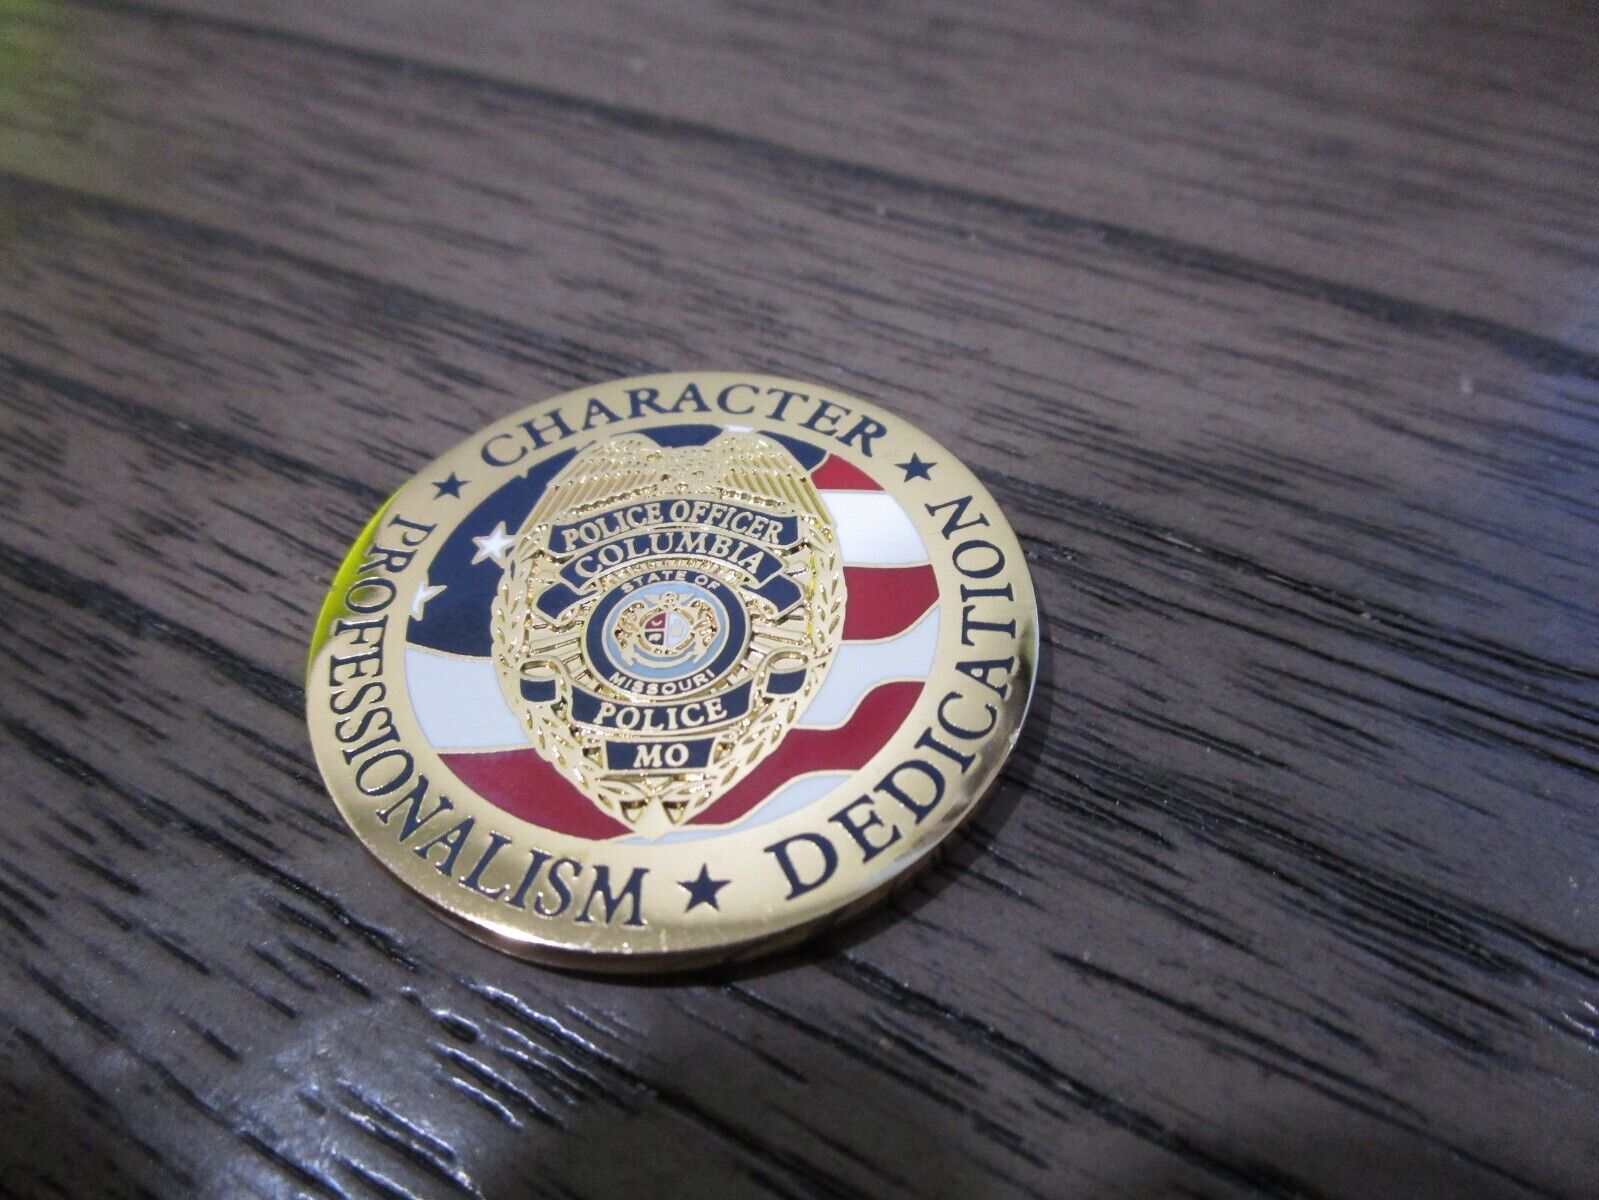 CHARACTER
PROFESSIONALISM
DEDICATION
POLICE OFFICER
COLUMBIA
STATE OF
MISSOURI
POLICE
MO